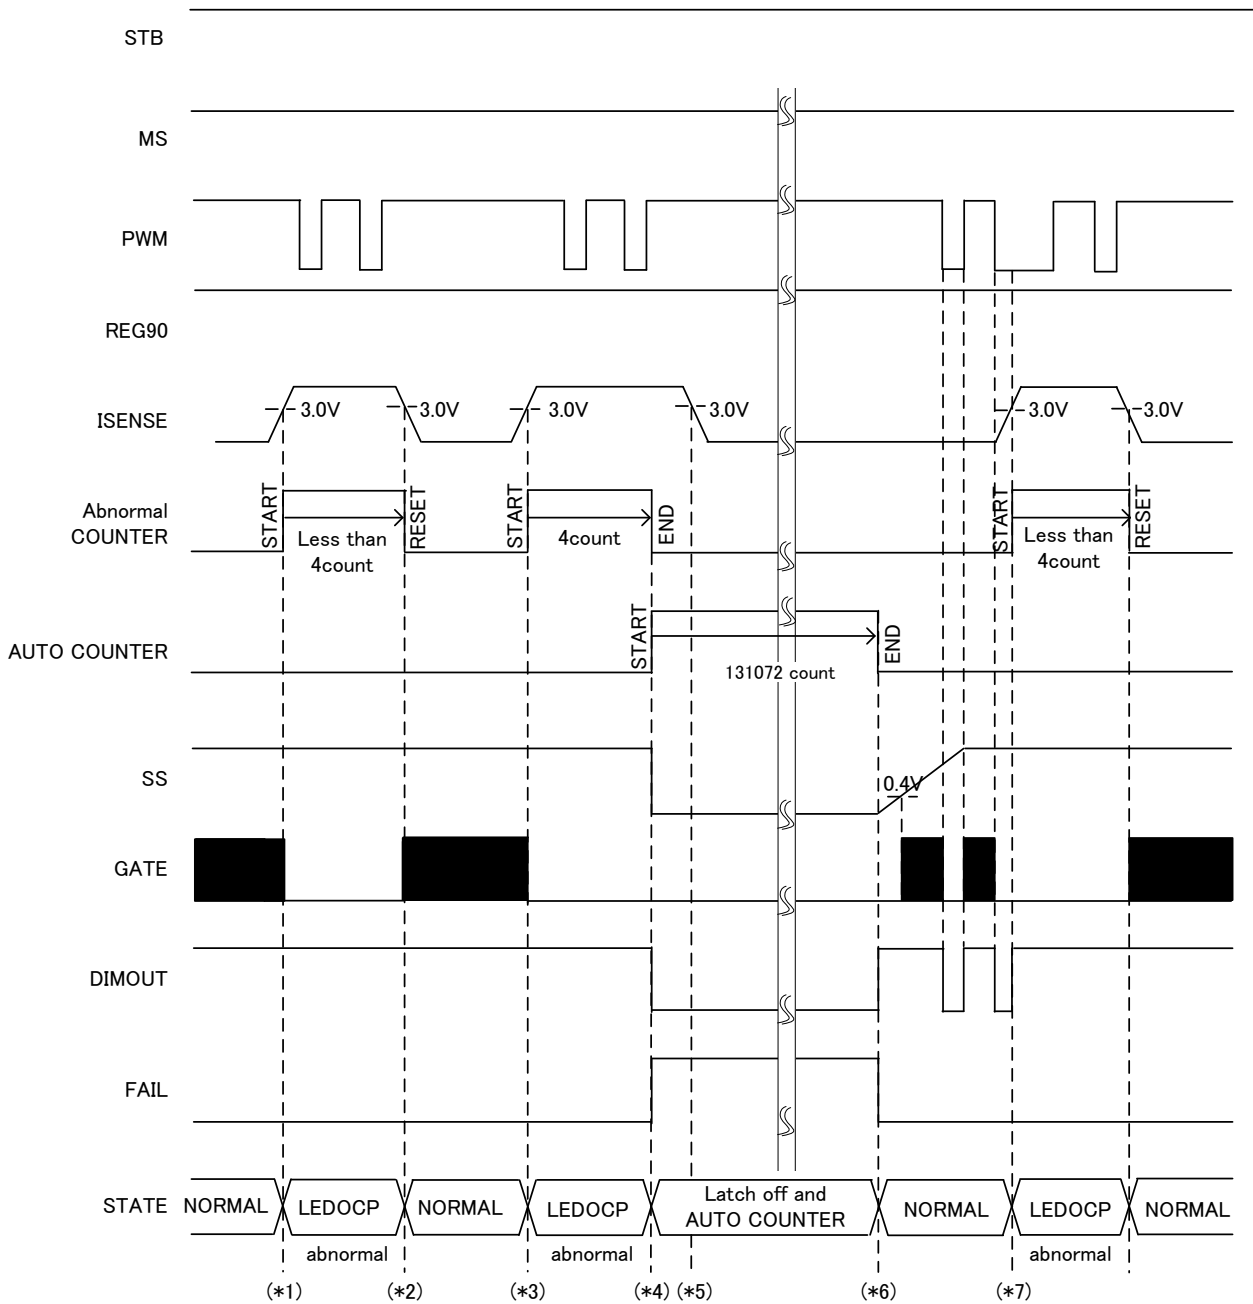 STB
MS
PWM
REG90
ISENSE
3.0V
3.0V
3.0V
3.0V
3.0V
3.0V
Abnormal
COUNTER
START
Less than
4count
RESET
START
4count
END
START
Less than
4count
RESET
AUTO COUNTER
START
131072 count
END
SS
0.4V
GATE
DIMOUT
FAIL
STATE
NORMAL
LEDOCP
NORMAL
LEDOCP
Latch off and
AUTO COUNTER
NORMAL
LEDOCP
NORMAL
abnormal
abnormal
abnormal
(*1)
(*2)
(*3)
(*4)
(*5)
(*6)
(*7)